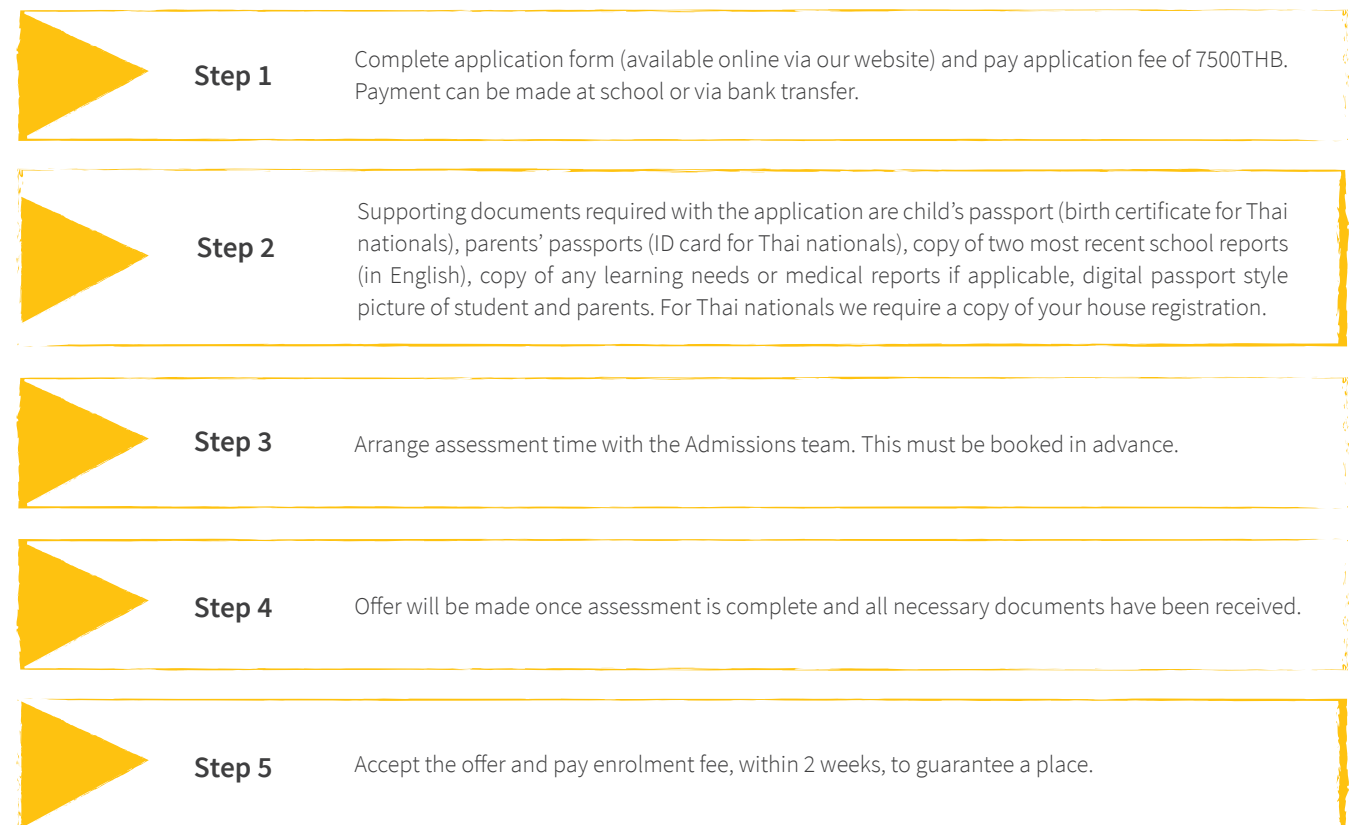 Step 1
Complete application form (available online via our website) and pay application fee of 7500THB.
Payment can be made at school or via bank transfer.
Step 2
Supporting documents required with the application are child’s passport (birth certificate for Thai
nationals), parents’ passports (ID card for Thai nationals), copy of two most recent school reports
(in English), copy of any learning needs or medical reports if applicable, digital passport style
picture of student and parents. For Thai nationals we require a copy of your house registration.
Step 3
Arrange assessment time with the Admissions team. This must be booked in advance.
Step 4
Offer will be made once assessment is complete and all necessary documents have been received.
Step 5
Accept the offer and pay enrolment fee, within 2 weeks, to guarantee a place.